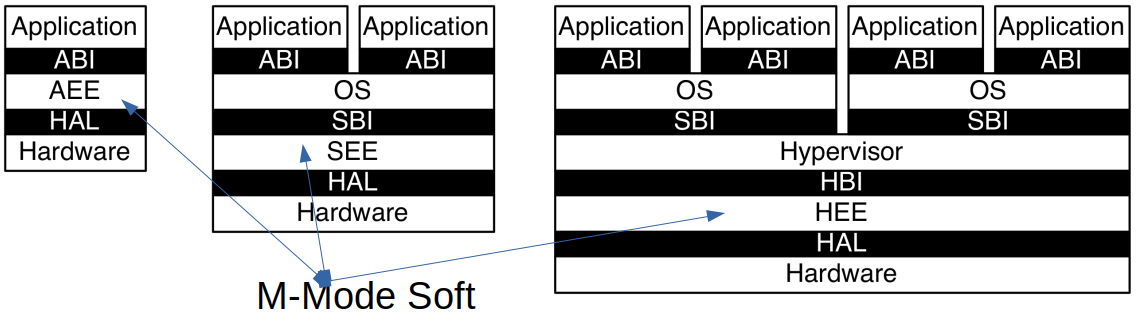 Application
ABI
AEE
HAL
Hardware
Application Application
ABI ABI
OS
SBI
SEE
HAL
Hardware
Application Application Application Application
ABI ABI ABI ABI
OS OS
SBI SBI
Hypervisor
HBI
HEE
HAL
Hardware
M-Mode Soft